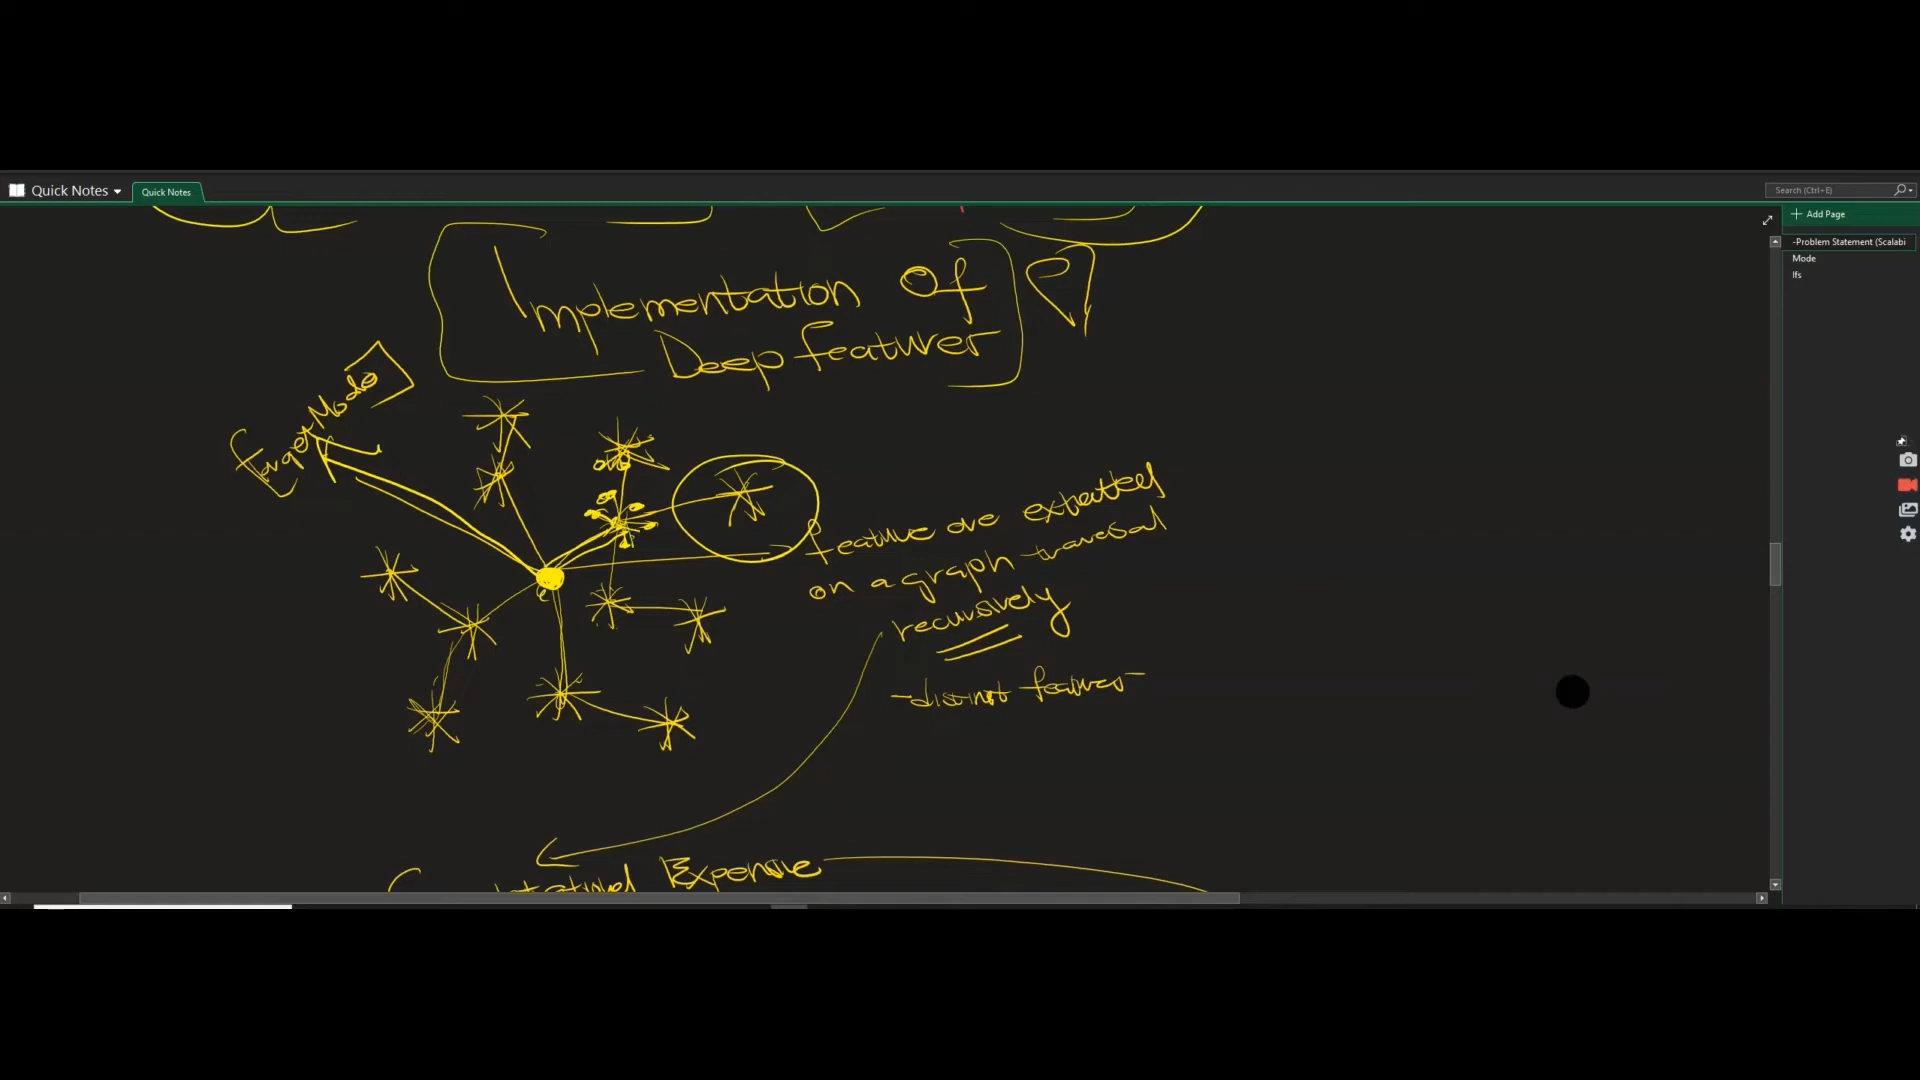 Quick Notes
Quick Notes
Search (Ctrl+E)
Add Page
-Problem Statement (Scalabi
Mode
lfs
Implementation Of
Deep Features
Target Node
feature are extracted
on a graph traversal
recursively
-distinct features
Expense